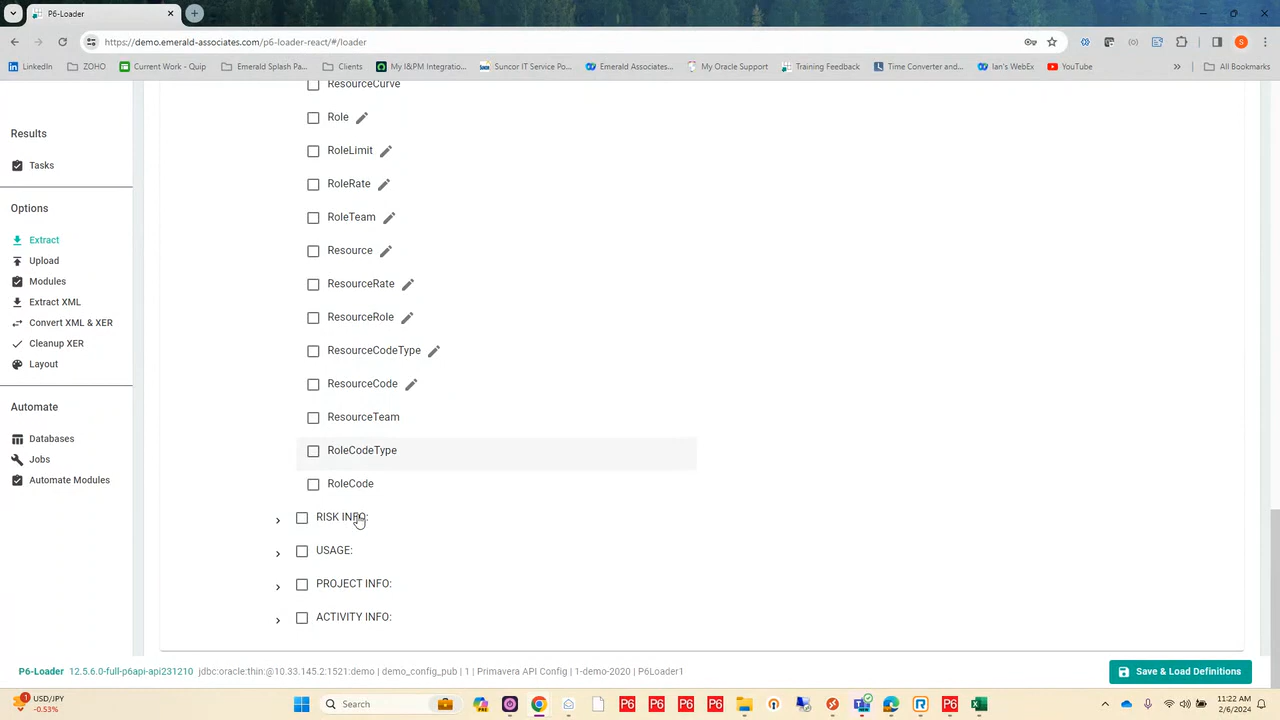 P6-Loader
https://demo.emerald-associates.com/p6-loader-react/#/loader
LinkedIn
ZOHO
Current Work - Quip
Emerald Splash Pa...
Clients
My I&PM Integratio...
Suncor IT Service Po...
Emerald Associates...
My Oracle Support
Training Feedback
Time Converter and...
Ian's WebEx
YouTube
All Bookmarks
Results
Tasks
Options
Extract
Upload
Modules
Extract XML
Convert XML & XER
Cleanup XER
Layout
Automate
Databases
Jobs
Automate Modules
ResourceCurve
Role
RoleLimit
RoleRate
RoleTeam
Resource
ResourceRate
ResourceRole
ResourceCodeType
ResourceCode
ResourceTeam
RoleCodeType
RoleCode
RISK INFO:
USAGE:
PROJECT INFO:
ACTIVITY INFO:
P6-Loader 12.5.6.0-full-p6api-api231210 jdbc:oracle:thin:@10.33.145.2:1521:demo | demo_config_pub | 1 | Primavera API Config | 1-demo-2020 | P6Loader1
Save & Load Definitions
USD/JPY
-0.53%
Search
11:22 AM
2/6/2024